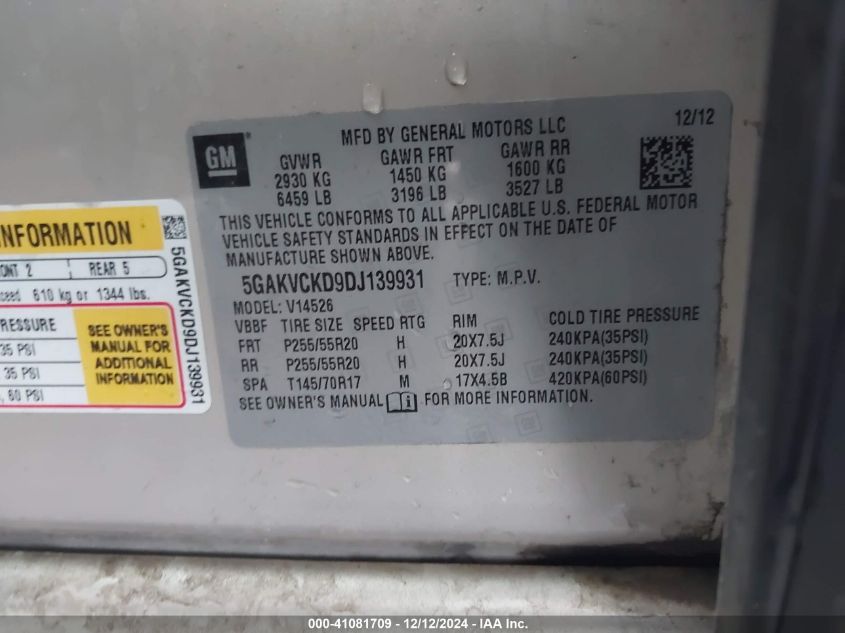 GM
MFD BY GENERAL MOTORS LLC
12/12
GVWR GAWR FRT GAWR RR
2930 KG 1450 KG 1600 KG
6459 LB 3196 LB 3527 LB
THIS VEHICLE CONFORMS TO ALL APPLICABLE U.S. FEDERAL MOTOR
VEHICLE SAFETY STANDARDS IN EFFECT ON THE DATE OF
MANUFACTURE SHOWN ABOVE.
5GAKVCKD9DJ139931 TYPE: M.P.V.
MODEL: V14526
VBBF TIRE SIZE SPEED RTG RIM COLD TIRE PRESSURE
FRT P255/55R20 H 20X7.5J 240KPA(35PSI)
RR P255/55R20 H 20X7.5J 240KPA(35PSI)
SPA T145/70R17 M 17X4.5B 420KPA(60PSI)
SEE OWNER'S MANUAL FOR MORE INFORMATION.
INFORMATION
ONT 2 REAR 5
ceed 610 kg or 1344 lbs.
RESSURE
35 PSI
, 35 PSI
, 60 PSI
SEE OWNER'S
MANUAL FOR
ADDITIONAL
INFORMATION
5GAKVCKD9DJ139931
000-41081709 - 12/12/2024 - IAA Inc.